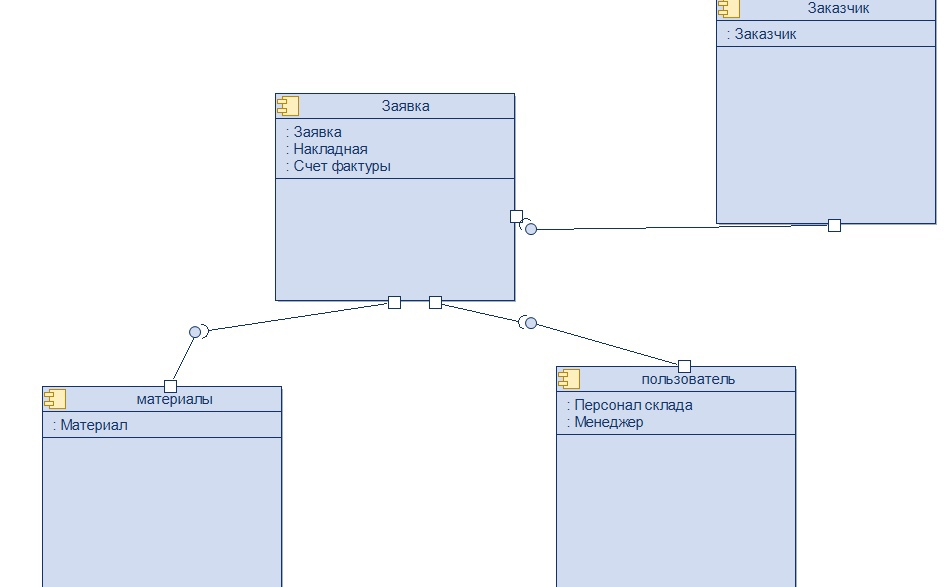 Заказчик
: Заказчик
Заявка
: Заявка
: Накладная
: Счет фактуры
материалы
: Материал
пользователь
: Персонал склада
: Менеджер